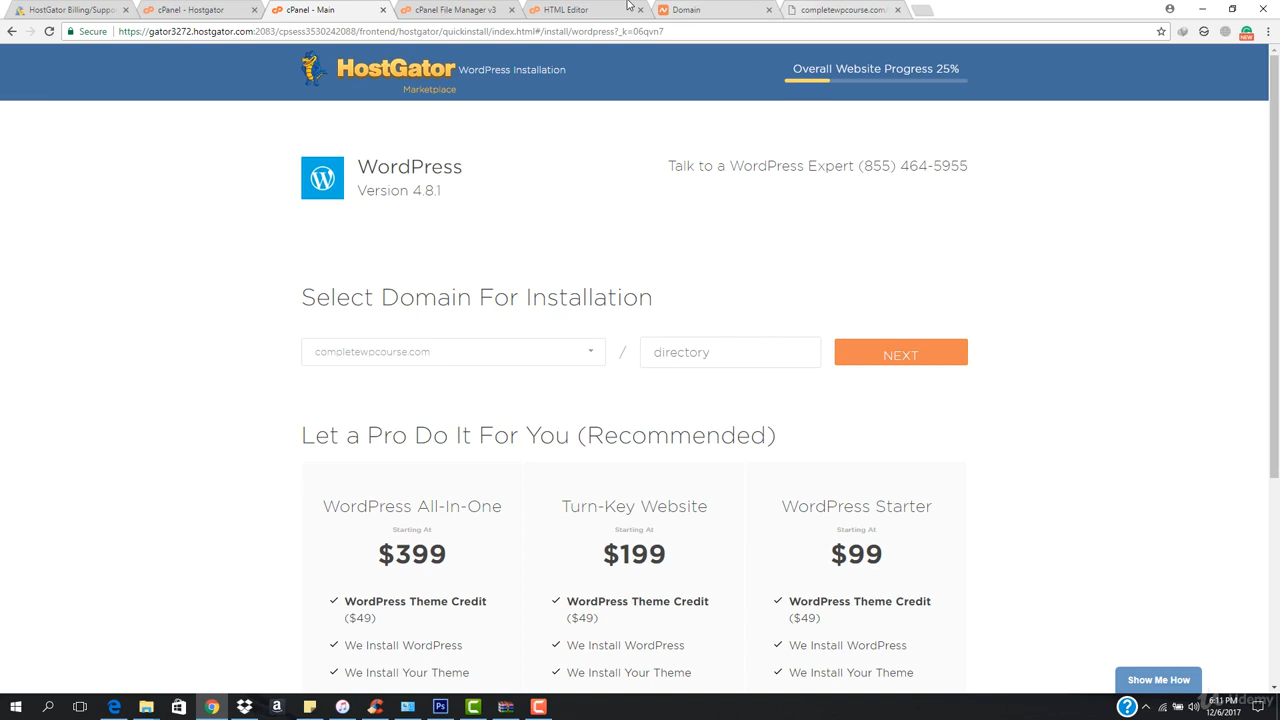 HostGator Billing/Suppo
cPanel - Hostgator
cPanel - Main
cPanel File Manager v3
HTML Editor
Domain
completewpcourse.com/
Secure
https://gator3272.hostgator.com:2083/cpsess3530242088/frontend/hostgator/quickinstall/index.html#/install/wordpress?_k=06qvn7
HostGator
WordPress Installation
Marketplace
Overall Website Progress 25%
WordPress
Version 4.8.1
Talk to a WordPress Expert (855) 464-5955
Select Domain For Installation
completewpcourse.com
/
directory
NEXT
Let a Pro Do It For You (Recommended)
WordPress All-In-One
Starting At
$399
WordPress Theme Credit
($49)
We Install WordPress
We Install Your Theme
Turn-Key Website
Starting At
$199
WordPress Theme Credit
($49)
We Install WordPress
We Install Your Theme
WordPress Starter
Starting At
$99
WordPress Theme Credit
($49)
We Install WordPress
We Install Your Theme
Show Me How
6:11 PM
12/6/2017